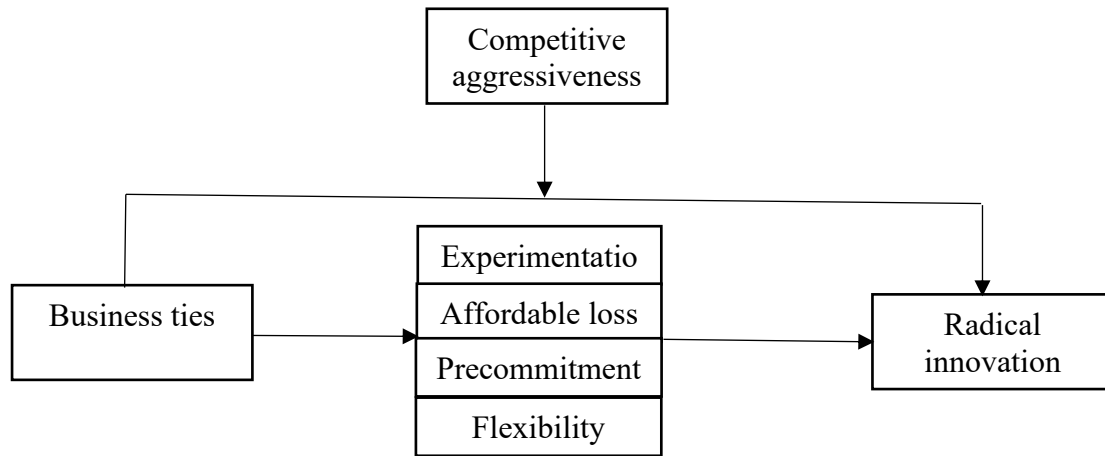 Competitive
aggressiveness
Experimentatio
Business ties
Affordable loss
Precommitment
Flexibility
Radical
innovation